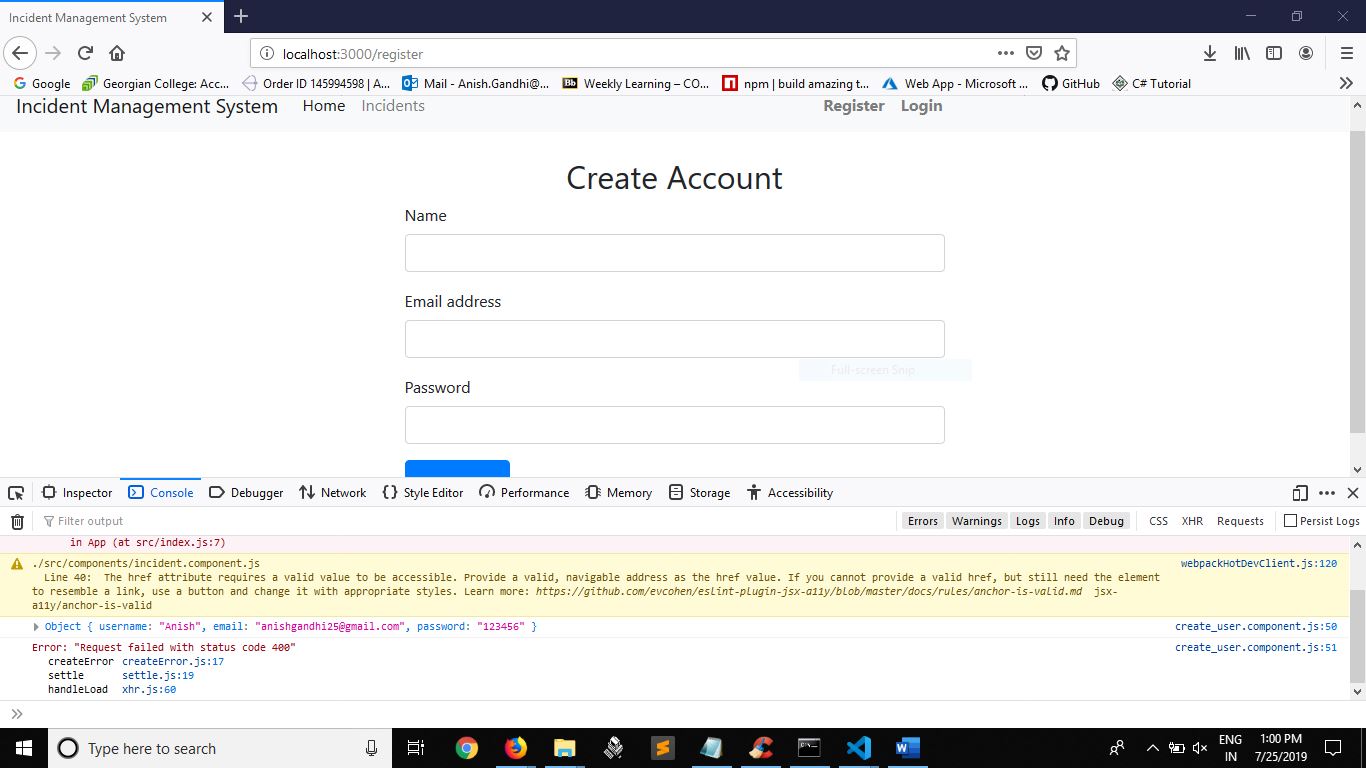 Incident Management System
localhost:3000/register
Google Georgian College: Acc... Order ID 145994598 | A... Mail - Anish.Gandhi@... Bb Weekly Learning – CO... npm | build amazing t... Web App - Microsoft ... GitHub C# Tutorial
Incident Management System Home Incidents Register Login
Create Account
Name
Email address
Full-screen Snip
Password
Inspector Console Debugger Network Style Editor Performance Memory Storage Accessibility
Filter output Errors Warnings Logs Info Debug CSS XHR Requests Persist Logs
in App (at src/index.js:7)
./src/components/incident.component.js webpackHotDevClient.js:120
Line 40: The href attribute requires a valid value to be accessible. Provide a valid, navigable address as the href value. If you cannot provide a valid href, but still need the element
to resemble a link, use a button and change it with appropriate styles. Learn more: https://github.com/evcohen/eslint-plugin-jsx-a11y/blob/master/docs/rules/anchor-is-valid.md jsx-
a11y/anchor-is-valid
Object { username: "Anish", email: "anishgandhi25@gmail.com", password: "123456" } create_user.component.js:50
Error: "Request failed with status code 400" create_user.component.js:51
createError createError.js:17
settle settle.js:19
handleLoad xhr.js:60
Type here to search
ENG 1:00 PM
IN 7/25/2019